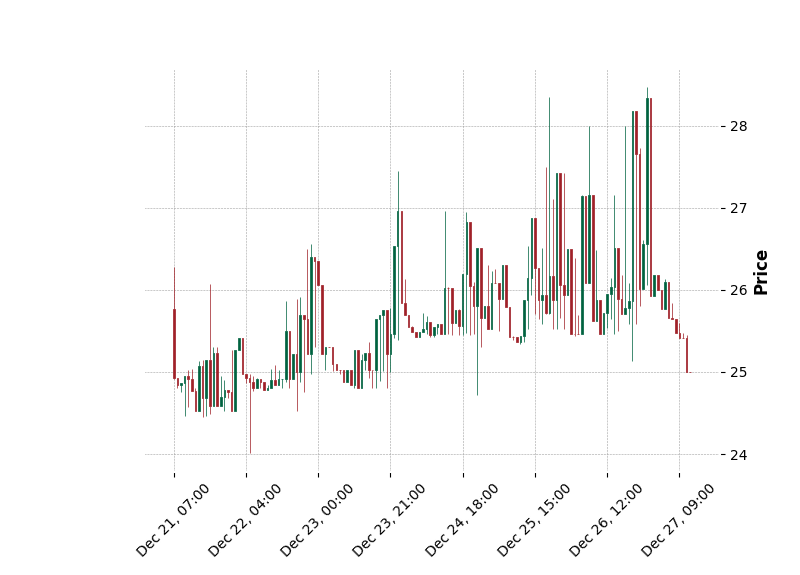 28
27
26
25
24
Price
Dec 21, 07:00
Dec 22, 04:00
Dec 23, 00:00
Dec 23, 21:00
Dec 24, 18:00
Dec 25, 15:00
Dec 26, 12:00
Dec 27, 09:00